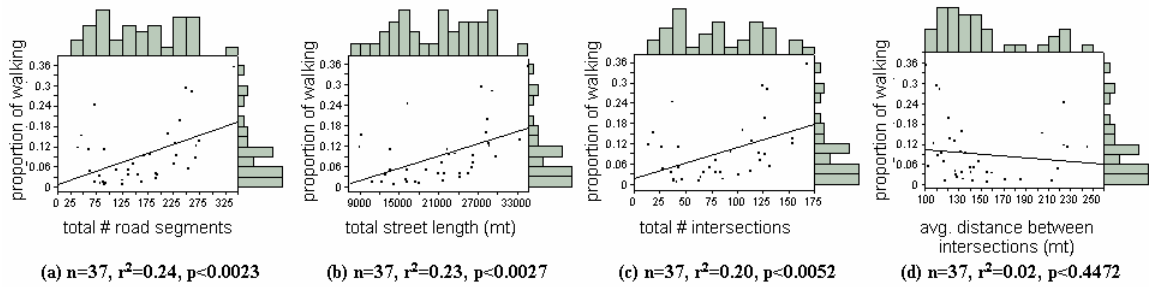 proportion of walking
0.36
0.3
0.24
0.18
0.12
0.06
0
0 25 75 125 175 225 275 325
total # road segments
(a) n=37, r²=0.24, p<0.0023
proportion of walking
0.36
0.3
0.24
0.18
0.12
0.06
0
9000 15000 21000 27000 33000
total street length (mt)
(b) n=37, r²=0.23, p<0.0027
proportion of walking
0.36
0.3
0.24
0.18
0.12
0.06
0
0 25 50 75 100 125 150 175
total # intersections
(c) n=37, r²=0.20, p<0.0052
proportion of walking
0.36
0.3
0.24
0.18
0.12
0.06
0
100 130 150 170 190 210 230 250
avg. distance between
intersections (mt)
(d) n=37, r²=0.02, p<0.4472